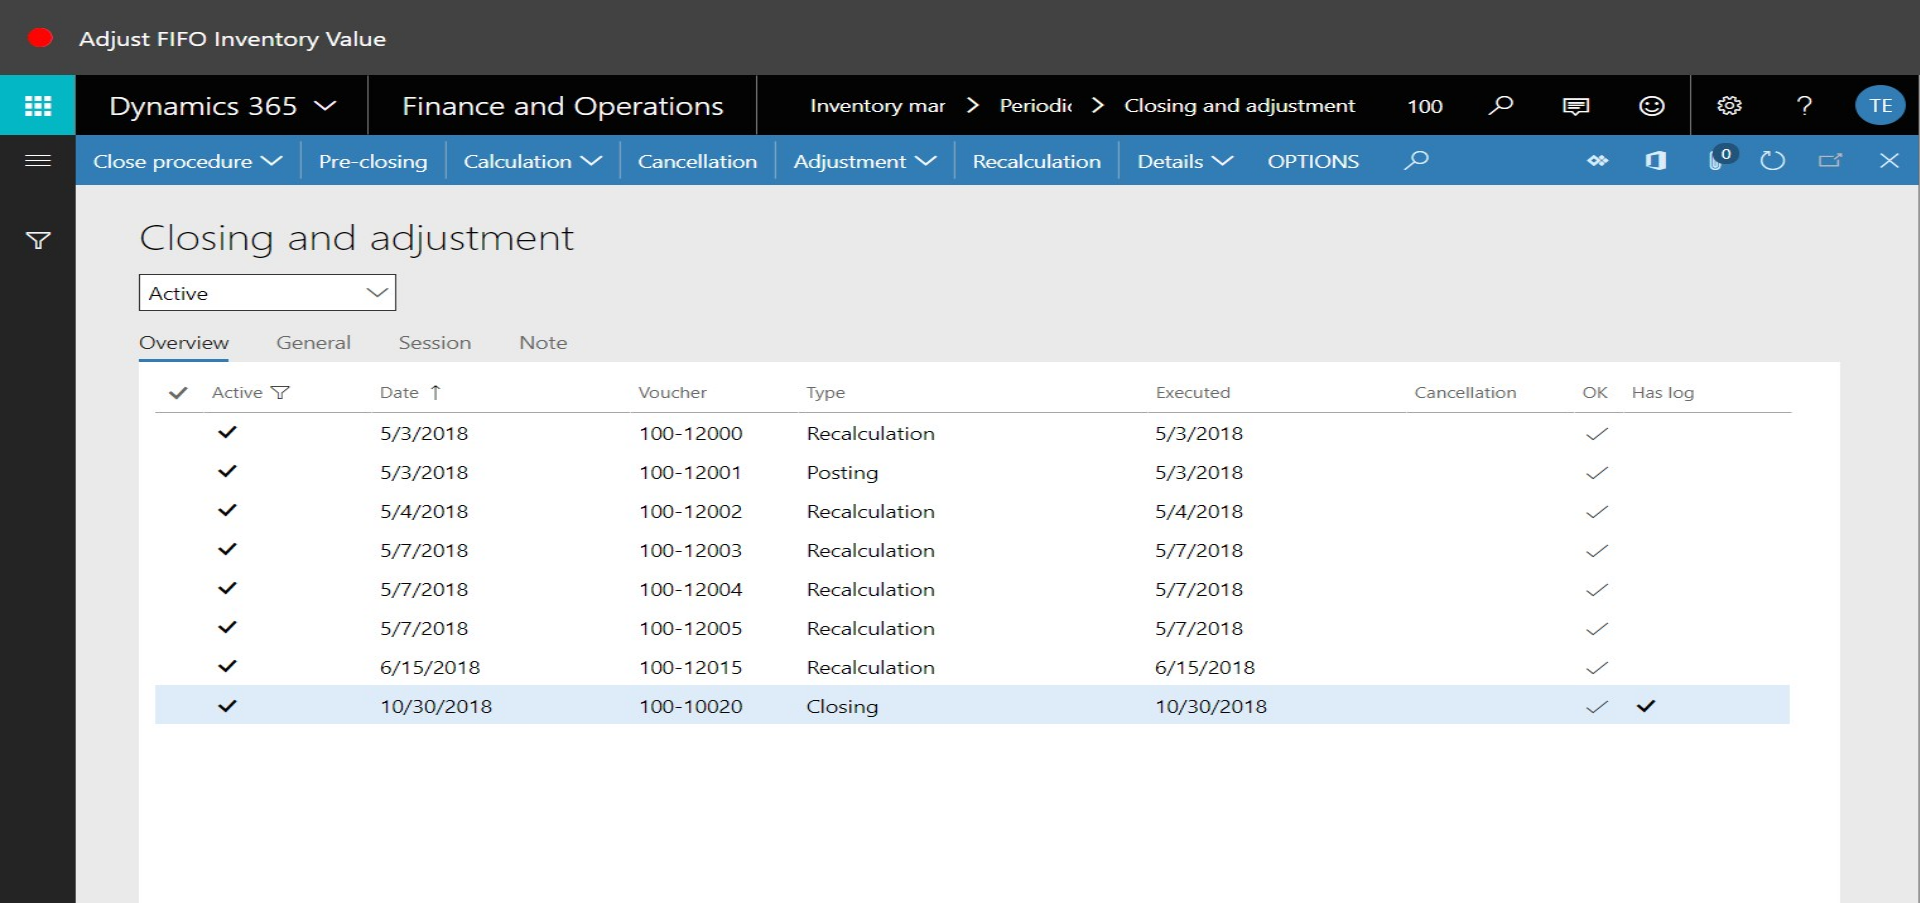 Adjust FIFO Inventory Value
Dynamics 365 Finance and Operations Inventory mar > Periodi > Closing and adjustment 100 ? TE
Close procedure Pre-closing Calculation Cancellation Adjustment Recalculation Details OPTIONS 0
Closing and adjustment
Active
Overview General Session Note
Active Date ↑ Voucher Type Executed Cancellation OK Has log
5/3/2018 100-12000 Recalculation 5/3/2018
5/3/2018 100-12001 Posting 5/3/2018
5/4/2018 100-12002 Recalculation 5/4/2018
5/7/2018 100-12003 Recalculation 5/7/2018
5/7/2018 100-12004 Recalculation 5/7/2018
5/7/2018 100-12005 Recalculation 5/7/2018
6/15/2018 100-12015 Recalculation 6/15/2018
10/30/2018 100-10020 Closing 10/30/2018